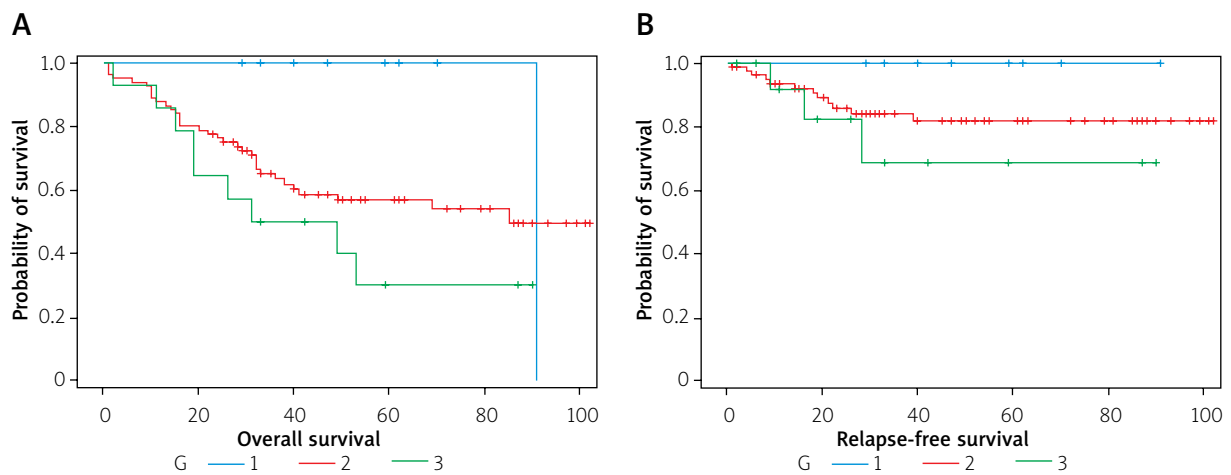 A
Probability of survival
1.0
0.8
0.6
0.4
0.2
0
0 20 40 60 80 100
Overall survival
G 1 2 3
B
Probability of survival
1.0
0.8
0.6
0.4
0.2
0
0 20 40 60 80 100
Relapse-free survival
G 1 2 3